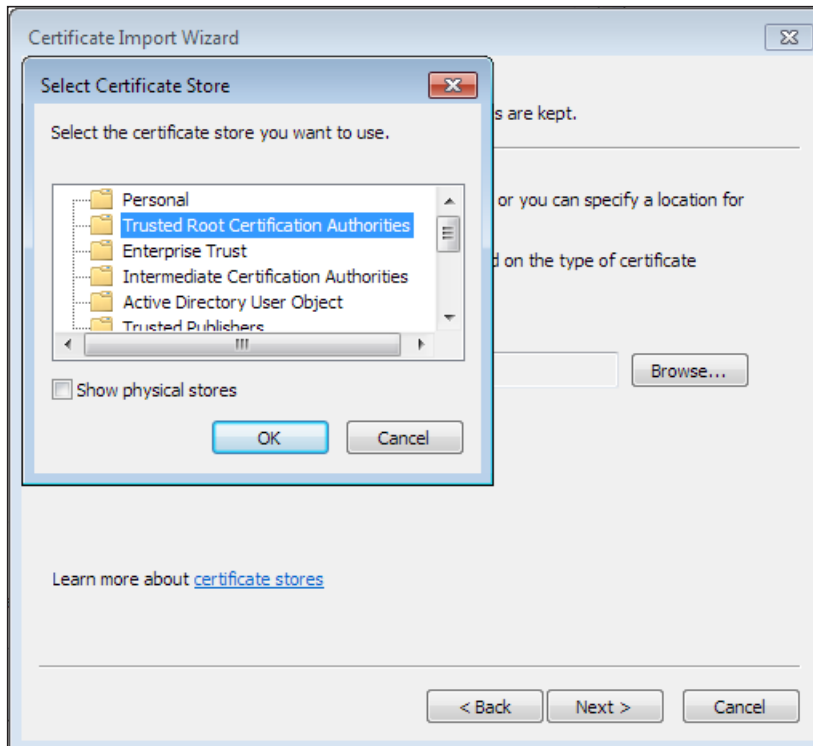 Certificate Import Wizard
Select Certificate Store
s are kept.
Select the certificate store you want to use.
Personal
or you can specify a location for
Trusted Root Certification Authorities
Enterprise Trust
d on the type of certificate
Intermediate Certification Authorities
Active Directory User Object
Trusted Publishers
Browse...
Show physical stores
OK Cancel
Learn more about certificate stores
< Back Next > Cancel